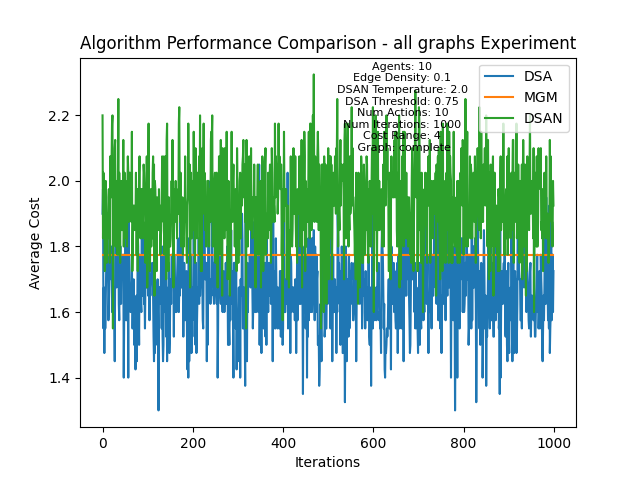 Algorithm Performance Comparison - all graphs Experiment
Agents: 10
Edge Density: 0.1
DSAN Temperature: 2.0
DSA Threshold: 0.75
Num Actions: 10
Num Iterations: 1000
Cost Range: 4
Graph: complete
DSA
MGM
DSAN
Average Cost
2.2
2.0
1.8
1.6
1.4
0
200
400
600
800
1000
Iterations